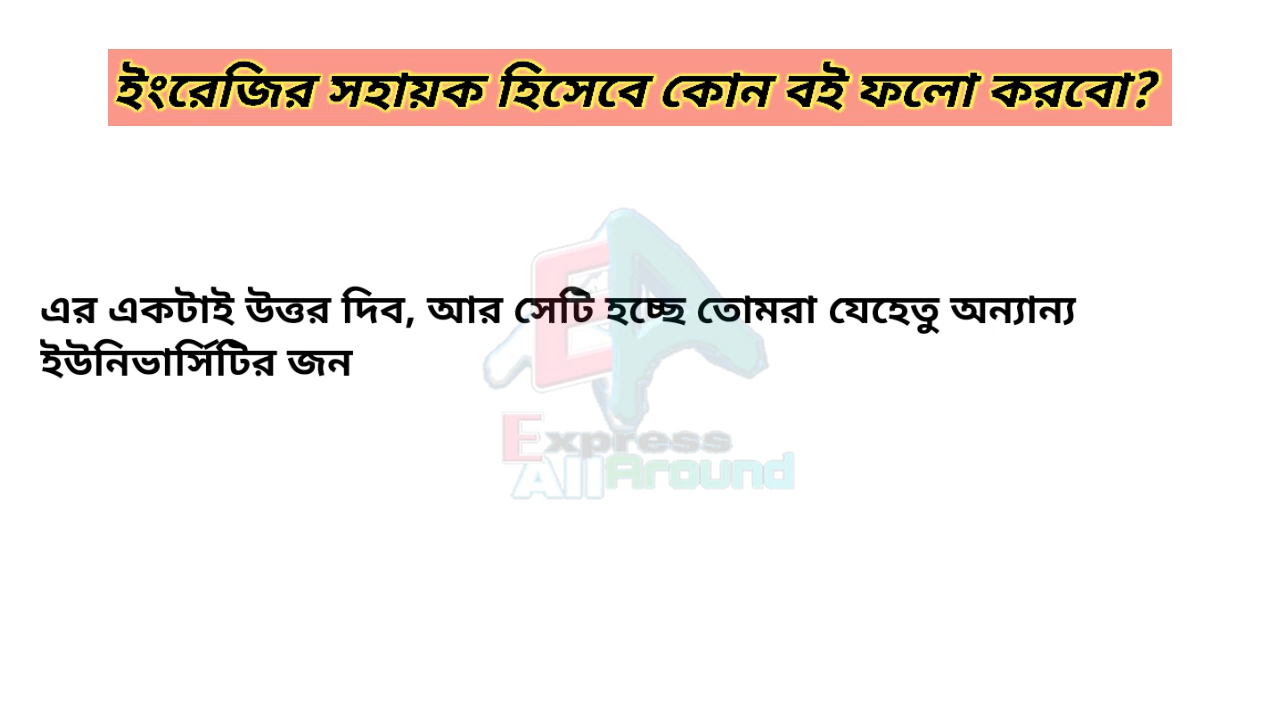 ইংরেজির সহায়ক হিসেবে কোন বই ফলো করবো?
এর একটাই উত্তর দিব, আর সেটি হচ্ছে তোমরা যেহেতু অন্যান্য
ইউনিভার্সিটির জন
Express
All Around